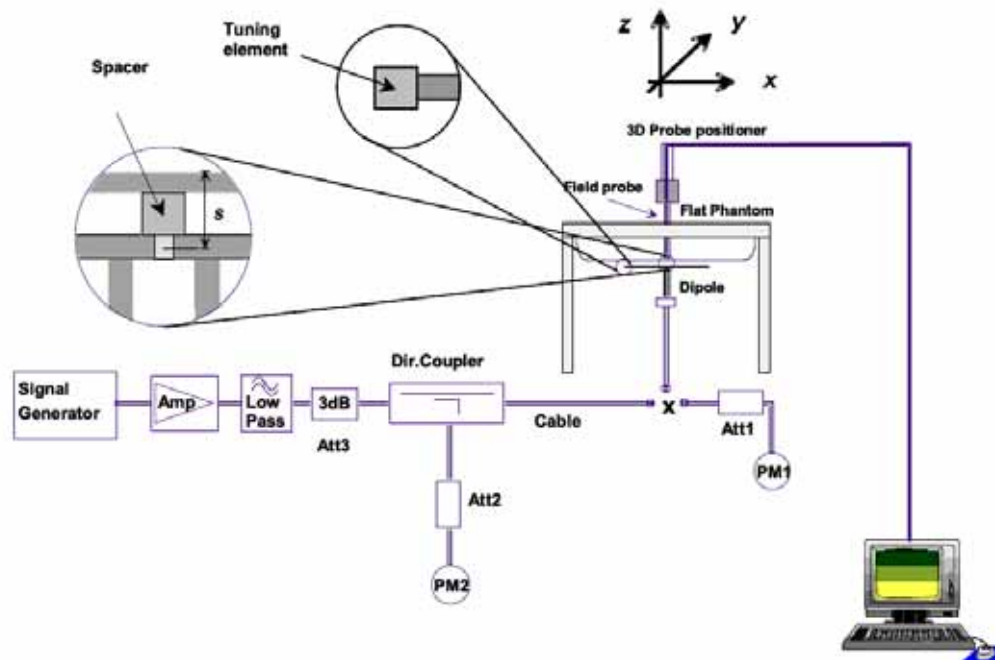 Tuning
element
Spacer
s
z
y
x
3D Probe positioner
Field probe
Flat Phantom
Dipole
Dir.Coupler
Signal
Generator
Amp
Low
Pass
3dB
Att3
Cable
x
Att1
PM1
Att2
PM2